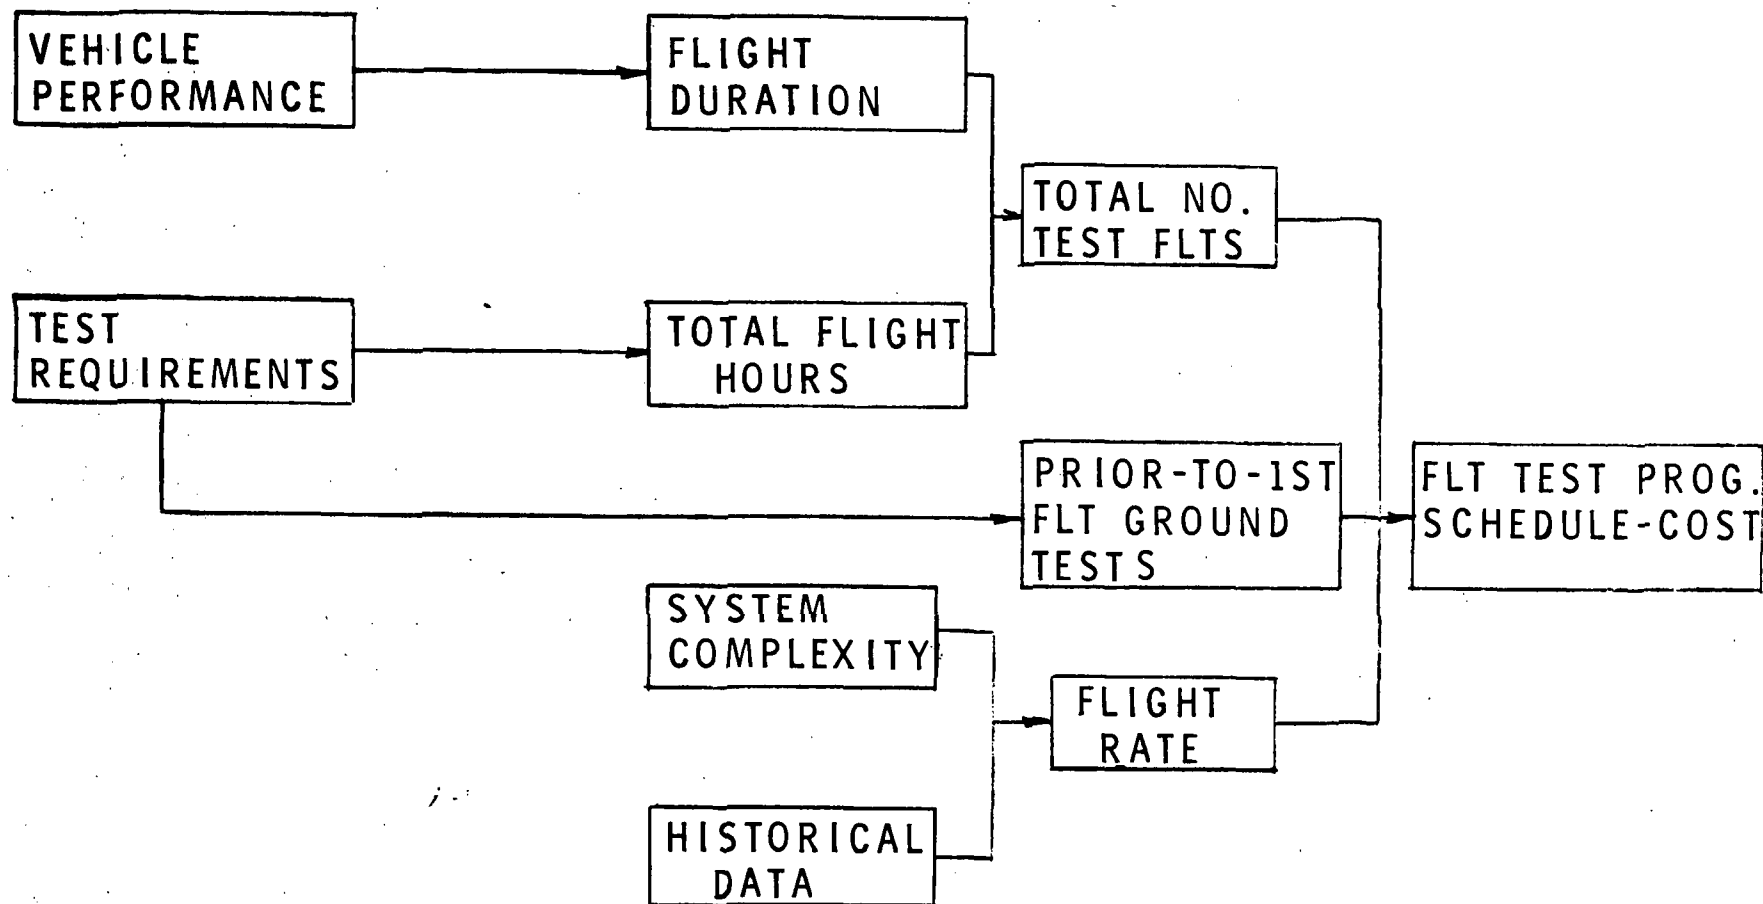 VEHICLE
PERFORMANCE
FLIGHT
DURATION
TOTAL NO.
TEST FLTS
TEST
REQUIREMENTS
TOTAL FLIGHT
HOURS
PRIOR-TO-1ST
FLT GROUND
TESTS
FLT TEST PROG.
SCHEDULE-COST
SYSTEM
COMPLEXITY
FLIGHT
RATE
HISTORICAL
DATA